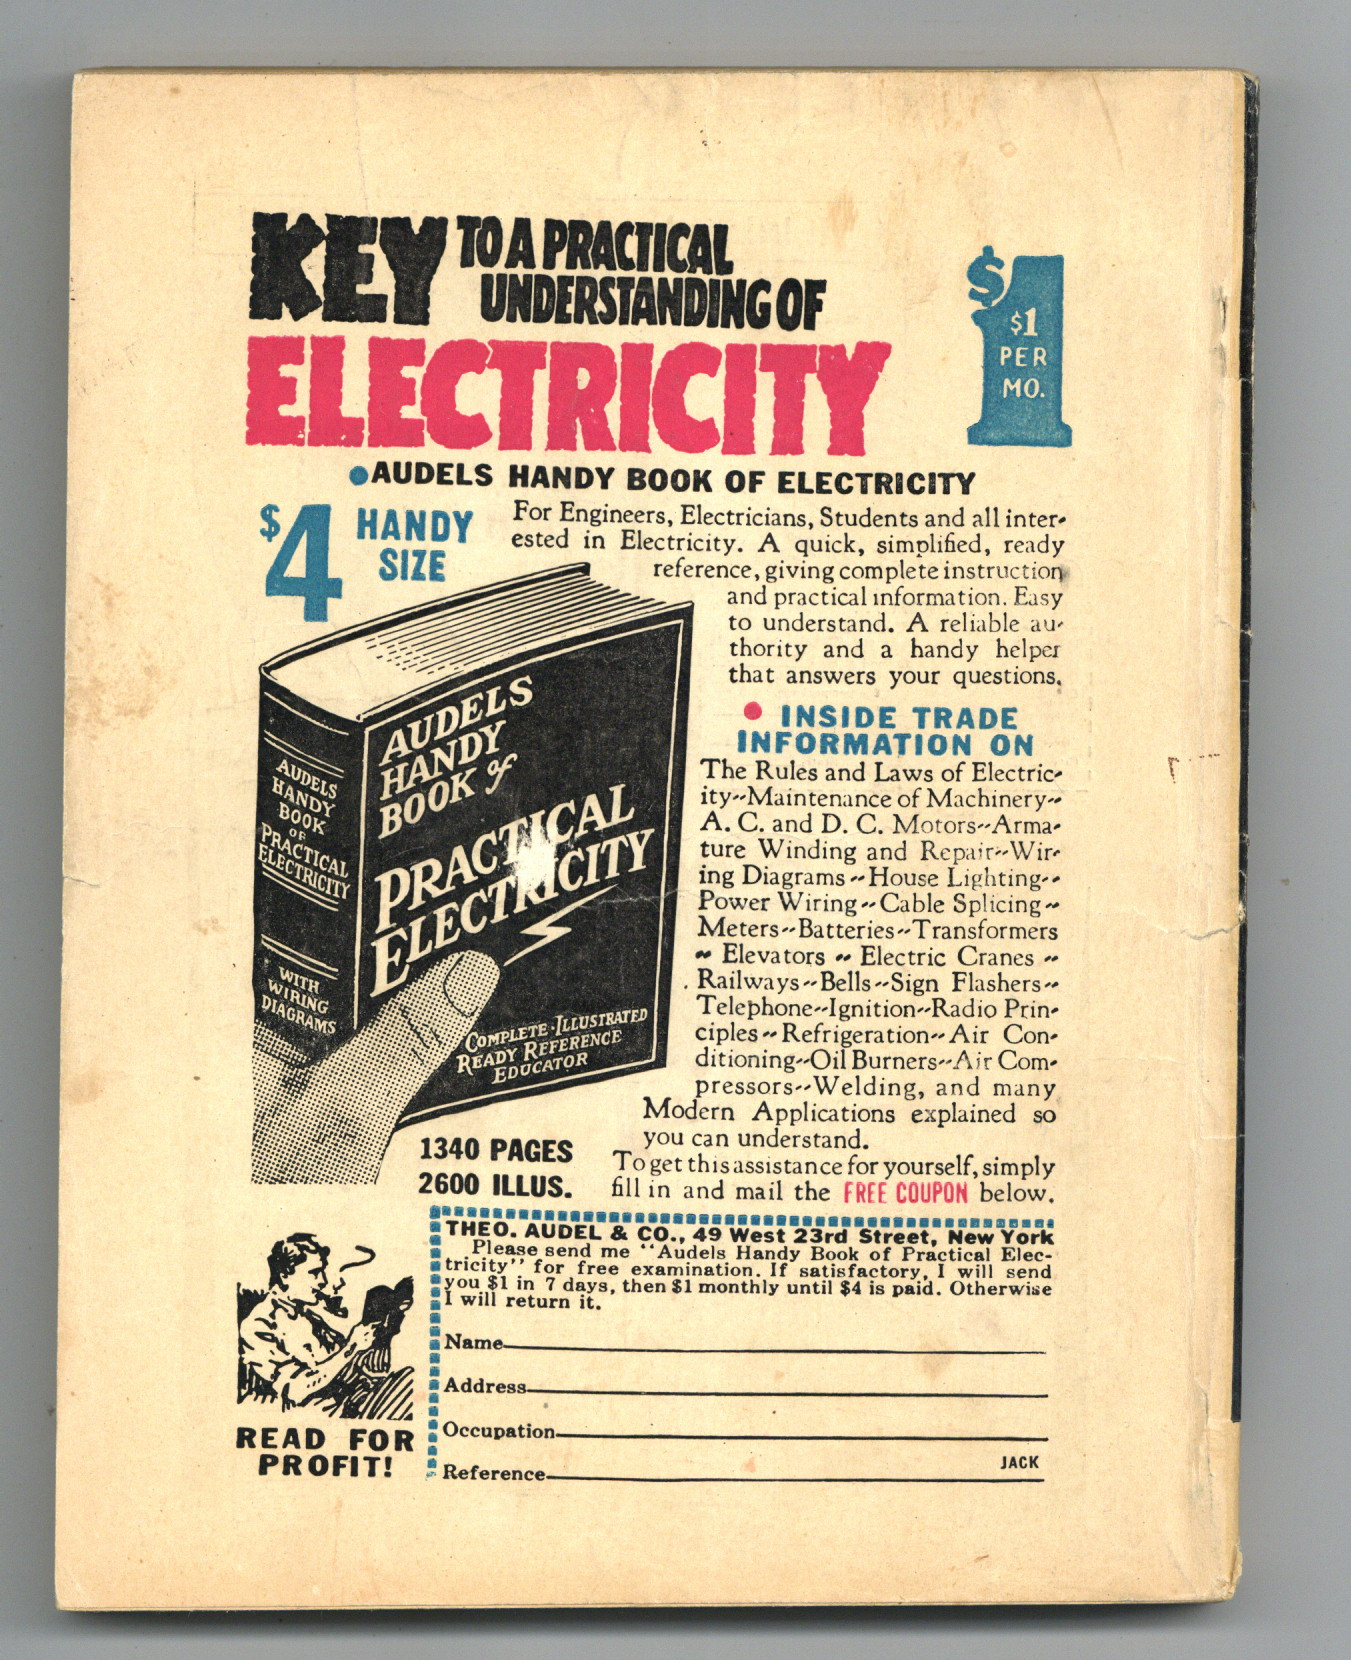 KEY TO A PRACTICAL
UNDERSTANDING OF
ELECTRICITY
$1
$1
PER
MO.
•AUDELS HANDY BOOK OF ELECTRICITY
$4 HANDY
SIZE
For Engineers, Electricians, Students and all inter-
ested in Electricity. A quick, simplified, ready
reference, giving complete instruction
and practical information. Easy
to understand. A reliable au-
thority and a handy helper
that answers your questions.
AUDELS
HANDY
BOOK of
PRACTICAL
ELECTRICITY
COMPLETE·ILLUSTRATED
READY REFERENCE
EDUCATOR
AUDELS
HANDY
BOOK
OF
PRACTICAL
ELECTRICITY
WITH
WIRING
DIAGRAMS
• INSIDE TRADE
INFORMATION ON
The Rules and Laws of Electric-
ity--Maintenance of Machinery--
A. C. and D. C. Motors--Arma-
ture Winding and Repair--Wir-
ing Diagrams--House Lighting--
Power Wiring--Cable Splicing--
Meters--Batteries--Transformers
-- Elevators -- Electric Cranes --
Railways--Bells--Sign Flashers--
Telephone--Ignition--Radio Prin-
ciples--Refrigeration--Air Con-
ditioning--Oil Burners--Air Com-
pressors--Welding, and many
Modern Applications explained so
you can understand.
To get this assistance for yourself, simply
fill in and mail the FREE COUPON below.
1340 PAGES
2600 ILLUS.
READ FOR
PROFIT!
THEO. AUDEL & CO., 49 West 23rd Street, New York
Please send me "Audels Handy Book of Practical Elec-
tricity" for free examination. If satisfactory, I will send
you $1 in 7 days, then $1 monthly until $4 is paid. Otherwise
I will return it.
Name
Address
Occupation
Reference
JACK